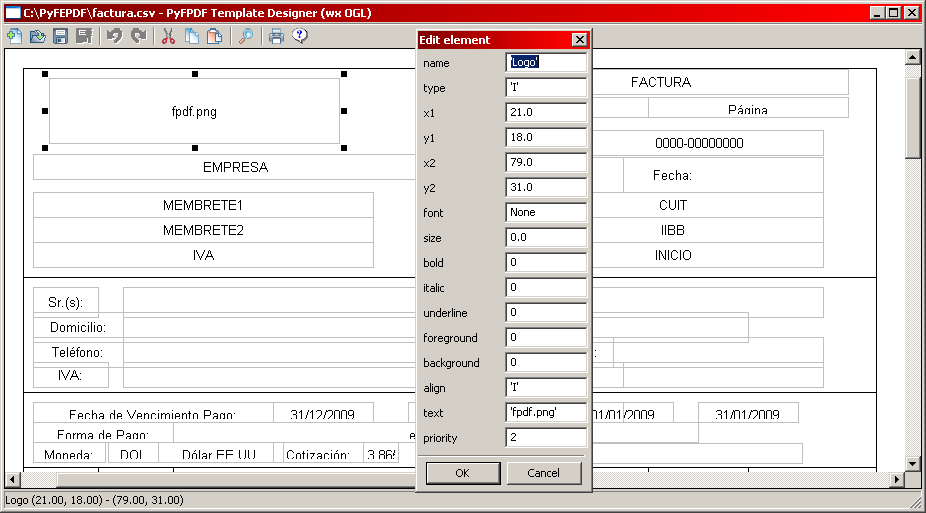 C:\PyFEPDF\factura.csv - PyFPDF Template Designer (wx OGL)
Edit element
name 'Logo'
type 'I'
x1 21.0
y1 18.0
x2 79.0
y2 31.0
font None
size 0.0
bold 0
italic 0
underline 0
foreground 0
background 0
align 'I'
text 'fpdf.png'
priority 2
OK Cancel
fpdf.png
FACTURA
Página
EMPRESA
0000-00000000
Fecha:
MEMBRETE1
CUIT
MEMBRETE2
IIBB
IVA
INICIO
Sr.(s):
Domicilio:
Teléfono:
:
IVA:
Fecha de Vencimiento Pago: 31/12/2009
01/01/2009 31/01/2009
Forma de Pago:
Moneda: DOL Dólar EE.UU. Cotización: 3.865
Logo (21.00, 18.00) - (79.00, 31.00)